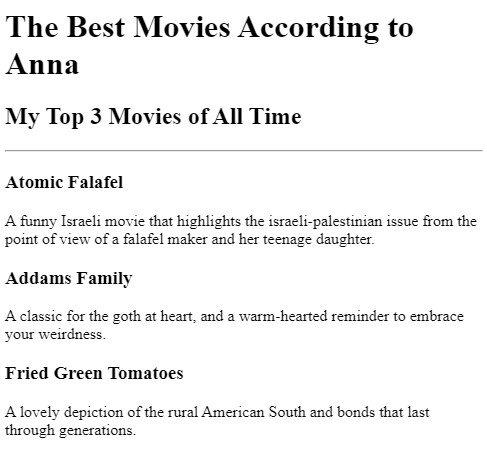 The Best Movies According to
Anna
My Top 3 Movies of All Time
Atomic Falafel
A funny Israeli movie that highlights the israeli-palestinian issue from the
point of view of a falafel maker and her teenage daughter.
Addams Family
A classic for the goth at heart, and a warm-hearted reminder to embrace
your weirdness.
Fried Green Tomatoes
A lovely depiction of the rural American South and bonds that last
through generations.